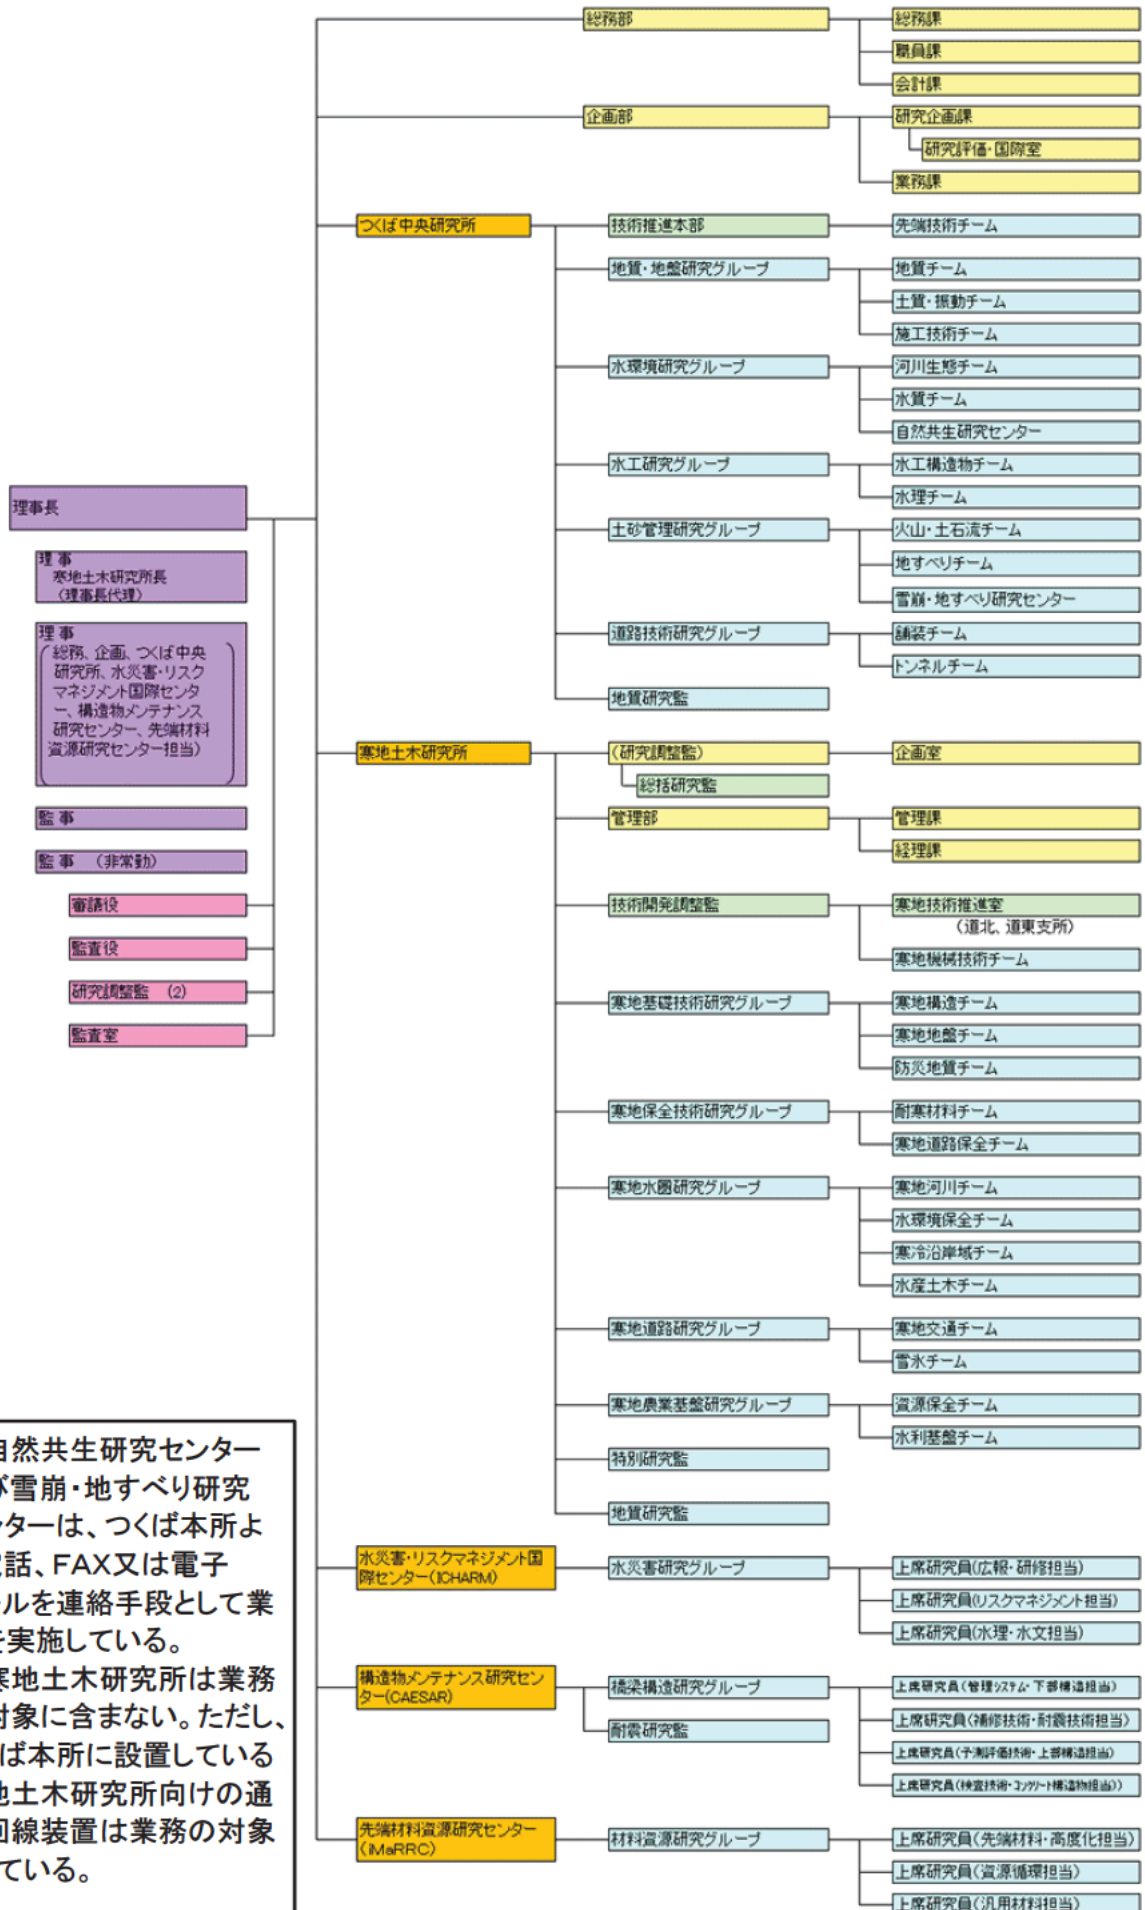 総務部
総務課
職員課
会計課
企画部
研究企画課
研究評価・国際室
業務課
つくば中央研究所
技術推進本部
先端技術チーム
地質・地盤研究グループ
地質チーム
土質・振動チーム
施工技術チーム
水環境研究グループ
河川生態チーム
水質チーム
自然共生研究センター
水工研究グループ
水工構造物チーム
水理チーム
土砂管理研究グループ
火山・土石流チーム
地すべりチーム
雪崩・地すべり研究センター
道路技術研究グループ
舗装チーム
トンネルチーム
地質研究監
理事長
理 事
寒地土木研究所長
(理事長代理)
理 事
総務、企画、つくば中央
研究所、水災害・リスク
マネジメント国際センタ
ー、構造物メンテナンス
研究センター、先端材料
資源研究センター担当)
監 事
監 事 (非常勤)
審議役
監査役
研究調整監 (2)
監査室
寒地土木研究所
(研究調整監)
企画室
総括研究監
管理部
管理課
経理課
技術開発調整監
寒地技術推進室
(道北、道東支所)
寒地機械技術チーム
寒地基礎技術研究グループ
寒地構造チーム
寒地地盤チーム
防災地質チーム
寒地保全技術研究グループ
耐寒材料チーム
寒地道路保全チーム
寒地水圏研究グループ
寒地河川チーム
水環境保全チーム
寒冷沿岸域チーム
水産土木チーム
寒地道路研究グループ
寒地交通チーム
雪氷チーム
寒地農業基盤研究グループ
資源保全チーム
水利基盤チーム
特別研究監
地質研究監
水災害・リスクマネジメント国
際センター(ICHARM)
水災害研究グループ
上席研究員(広報・研修担当)
上席研究員(リスクマネジメント担当)
上席研究員(水理・水文担当)
構造物メンテナンス研究セン
ター(CAESAR)
橋梁構造研究グループ
上席研究員(管理システム・下部構造担当)
上席研究員(補修技術・耐震技術担当)
上席研究員(予測評価技術・上部構造担当)
上席研究員(検査技術・コンクリート構造物担当))
耐震研究監
先端材料資源研究センター
(iMaRRC)
材料資源研究グループ
上席研究員(先端材料・高度化担当)
上席研究員(資源循環担当)
上席研究員(汎用材料担当)
自然共生研究センター
び雪崩・地すべり研究
ンターは、つくば本所よ
電話、FAX又は電子
ールを連絡手段として業
を実施している。
寒地土木研究所は業務
対象に含まない。ただし、
くば本所に設置している
地土木研究所向けの通
回線装置は業務の対象
ている。